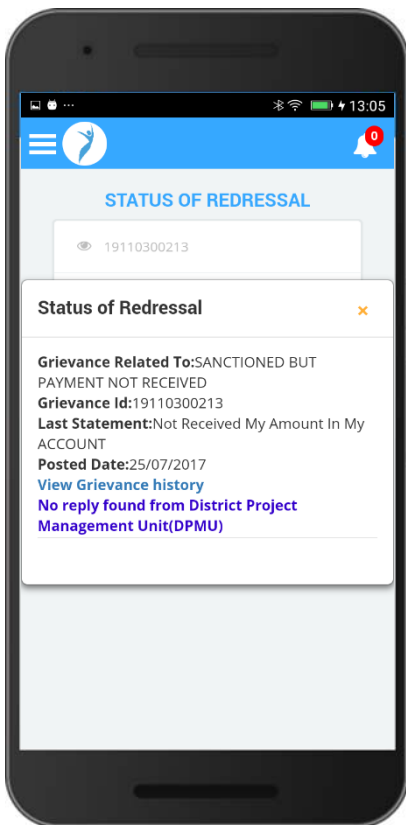 13:05
0
STATUS OF REDRESSAL
19110300213
Status of Redressal
×
Grievance Related To:SANCTIONED BUT
PAYMENT NOT RECEIVED
Grievance Id:19110300213
Last Statement:Not Received My Amount In My
ACCOUNT
Posted Date:25/07/2017
View Grievance history
No reply found from District Project
Management Unit(DPMU)